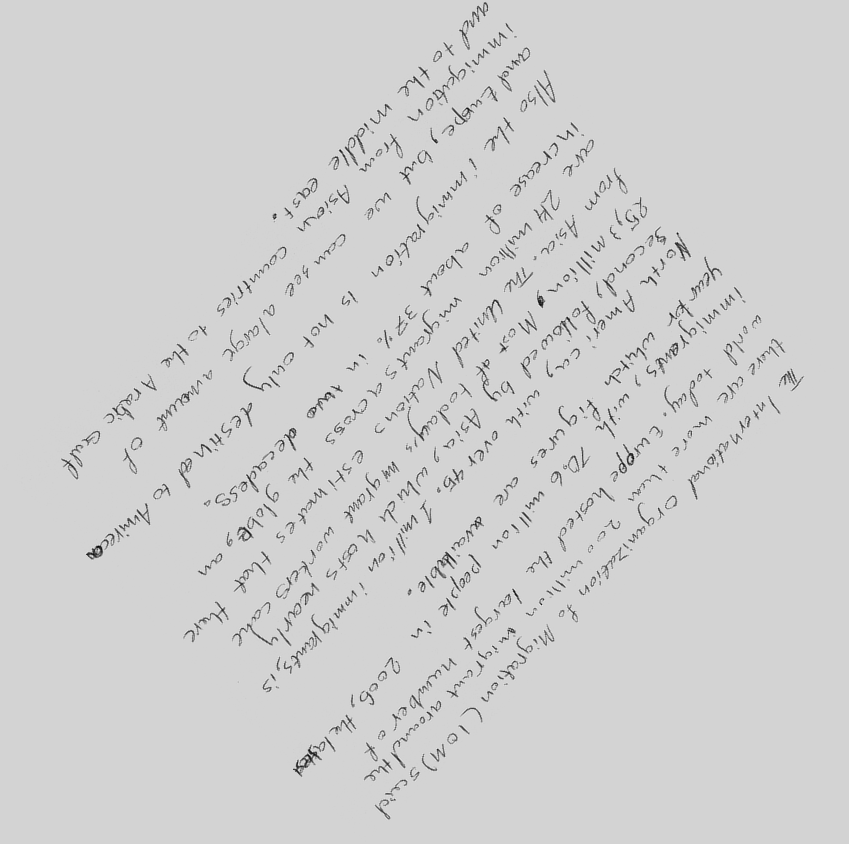 The International Organization fo Migration (IOM) said
there are more than 200 million migrant around the
world today. Europe hosted the largest number of
immigrants, with 70.6 million people in 2006, the latest
year for whitch figures are available.
North America, with over 45.1 million immigrants, is
second, followed by Asia, which hosts nearly
25,3 million. Most of today's migrant workers come
from Asia. The United Nations estimates that there
are 214 million migrants across the globe, an
increase of about 37% in two decadess.
Also the immigration is not only destined to Amireca
and Europe, but we can see alarge amount of
immigration from Asian countries to the Arabic Gulf
and to the middle east.